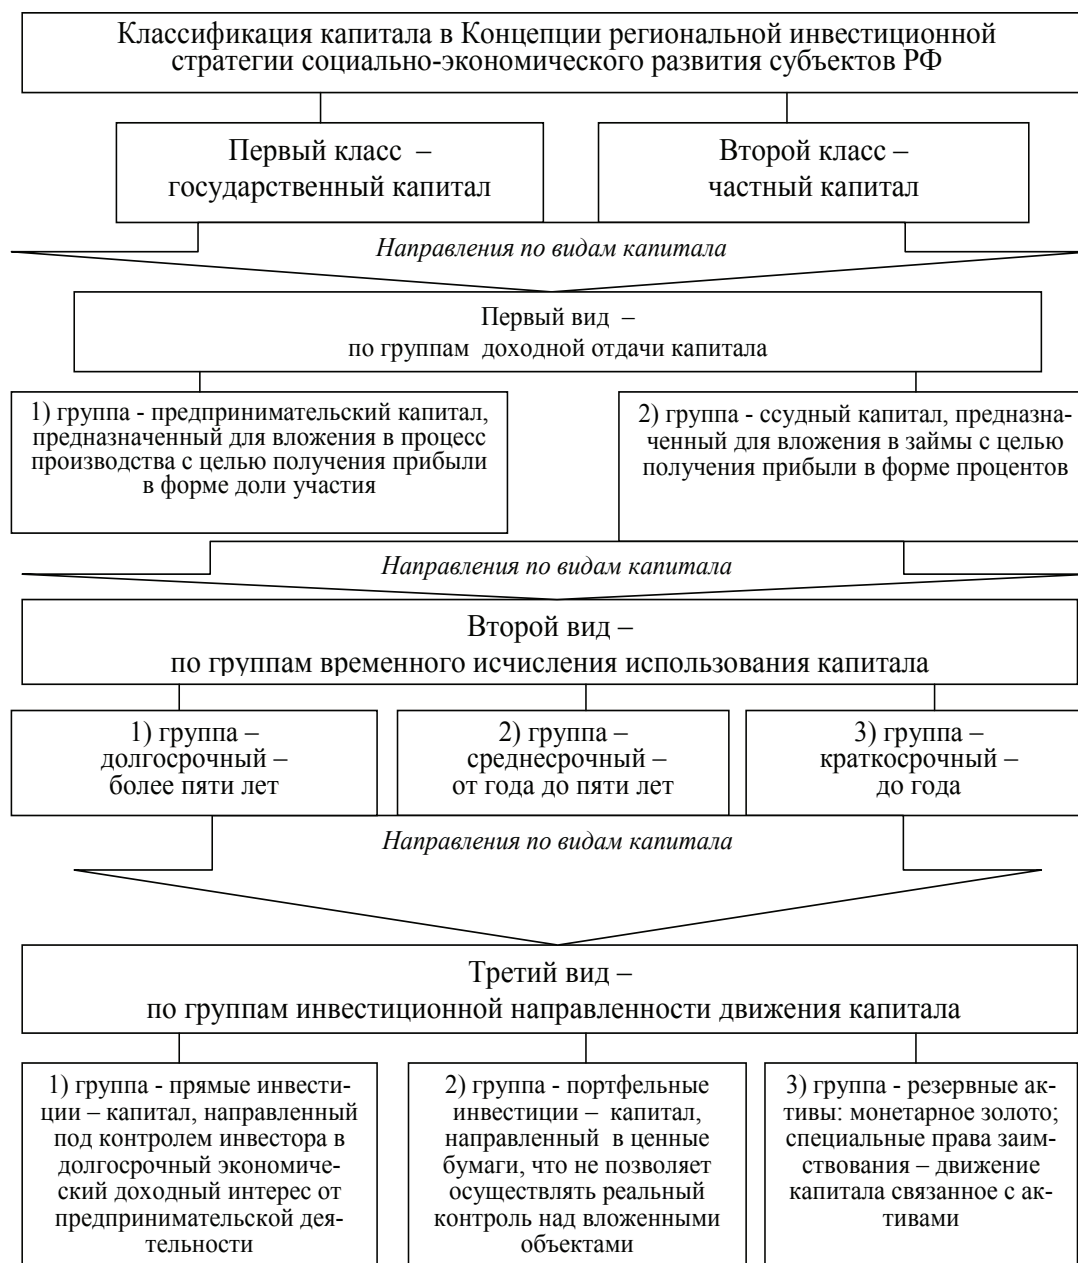 Классификация капитала в Концепции региональной инвестиционной
стратегии социально-экономического развития субъектов РФ
Первый класс –
государственный капитал
Второй класс –
частный капитал
Направления по видам капитала
Первый вид –
по группам доходной отдачи капитала
1) группа - предпринимательский капитал,
предназначенный для вложения в процесс
производства с целью получения прибыли
в форме доли участия
2) группа - ссудный капитал, предназна-
ченный для вложения в займы с целью
получения прибыли в форме процентов
Направления по видам капитала
Второй вид –
по группам временного исчисления использования капитала
1) группа –
долгосрочный –
более пяти лет
2) группа –
среднесрочный –
от года до пяти лет
3) группа –
краткосрочный –
до года
Направления по видам капитала
Третий вид –
по группам инвестиционной направленности движения капитала
1) группа - прямые инвести-
ции – капитал, направленный
под контролем инвестора в
долгосрочный экономиче-
ский доходный интерес от
предпринимательской дея-
тельности
2) группа - портфельные
инвестиции – капитал,
направленный в ценные
бумаги, что не позволяет
осуществлять реальный
контроль над вложенными
объектами
3) группа - резервные ак-
тивы: монетарное золото;
специальные права заим-
ствования – движение
капитала связанное с ак-
тивами